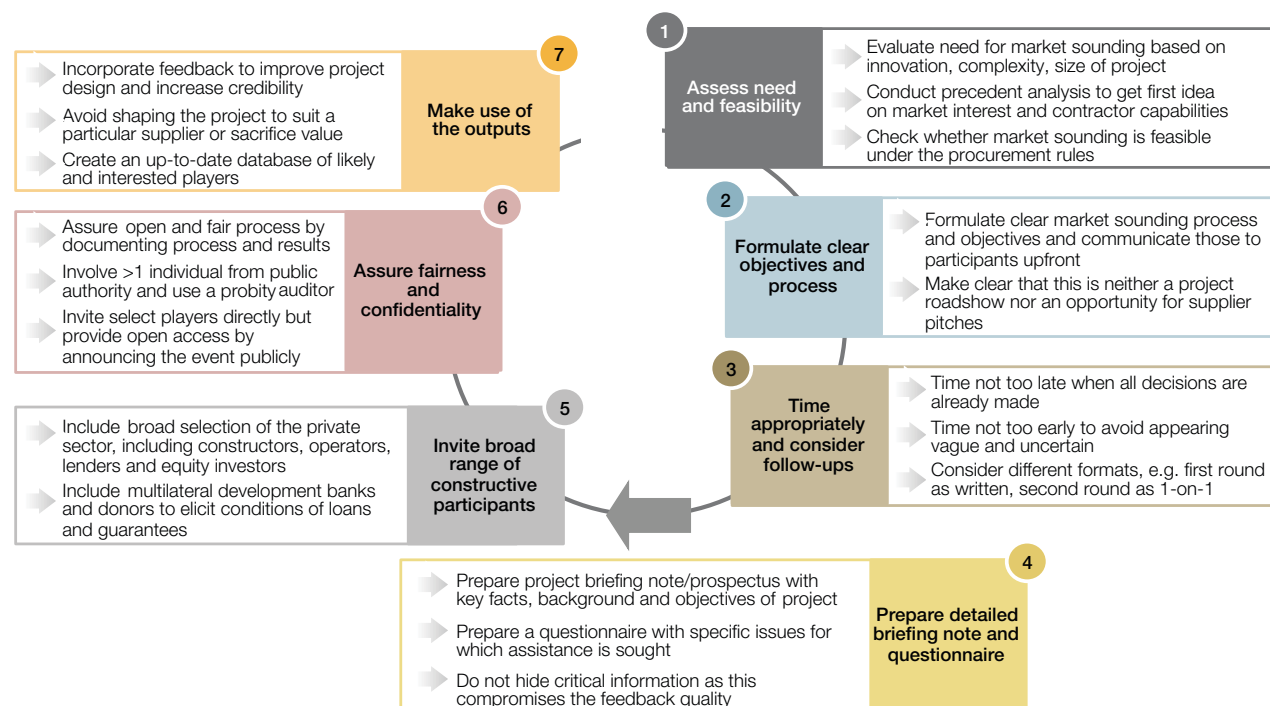 1
Assess need
and feasibility
Evaluate need for market sounding based on
innovation, complexity, size of project
Conduct precedent analysis to get first idea
on market interest and contractor capabilities
Check whether market sounding is feasible
under the procurement rules
2
Formulate clear
objectives and
process
Formulate clear market sounding process
and objectives and communicate those to
participants upfront
Make clear that this is neither a project
roadshow nor an opportunity for supplier
pitches
3
Time
appropriately
and consider
follow-ups
Time not too late when all decisions are
already made
Time not too early to avoid appearing
vague and uncertain
Consider different formats, e.g. first round
as written, second round as 1-on-1
4
Prepare detailed
briefing note and
questionnaire
Prepare project briefing note/prospectus with
key facts, background and objectives of project
Prepare a questionnaire with specific issues for
which assistance is sought
Do not hide critical information as this
compromises the feedback quality
5
Invite broad
range of
constructive
participants
Include broad selection of the private
sector, including constructors, operators,
lenders and equity investors
Include multilateral development banks
and donors to elicit conditions of loans
and guarantees
6
Assure fairness
and
confidentiality
Assure open and fair process by
documenting process and results
Involve >1 individual from public
authority and use a probity auditor
Invite select players directly but
provide open access by
announcing the event publicly
7
Make use of
the outputs
Incorporate feedback to improve project
design and increase credibility
Avoid shaping the project to suit a
particular supplier or sacrifice value
Create an up-to-date database of likely
and interested players